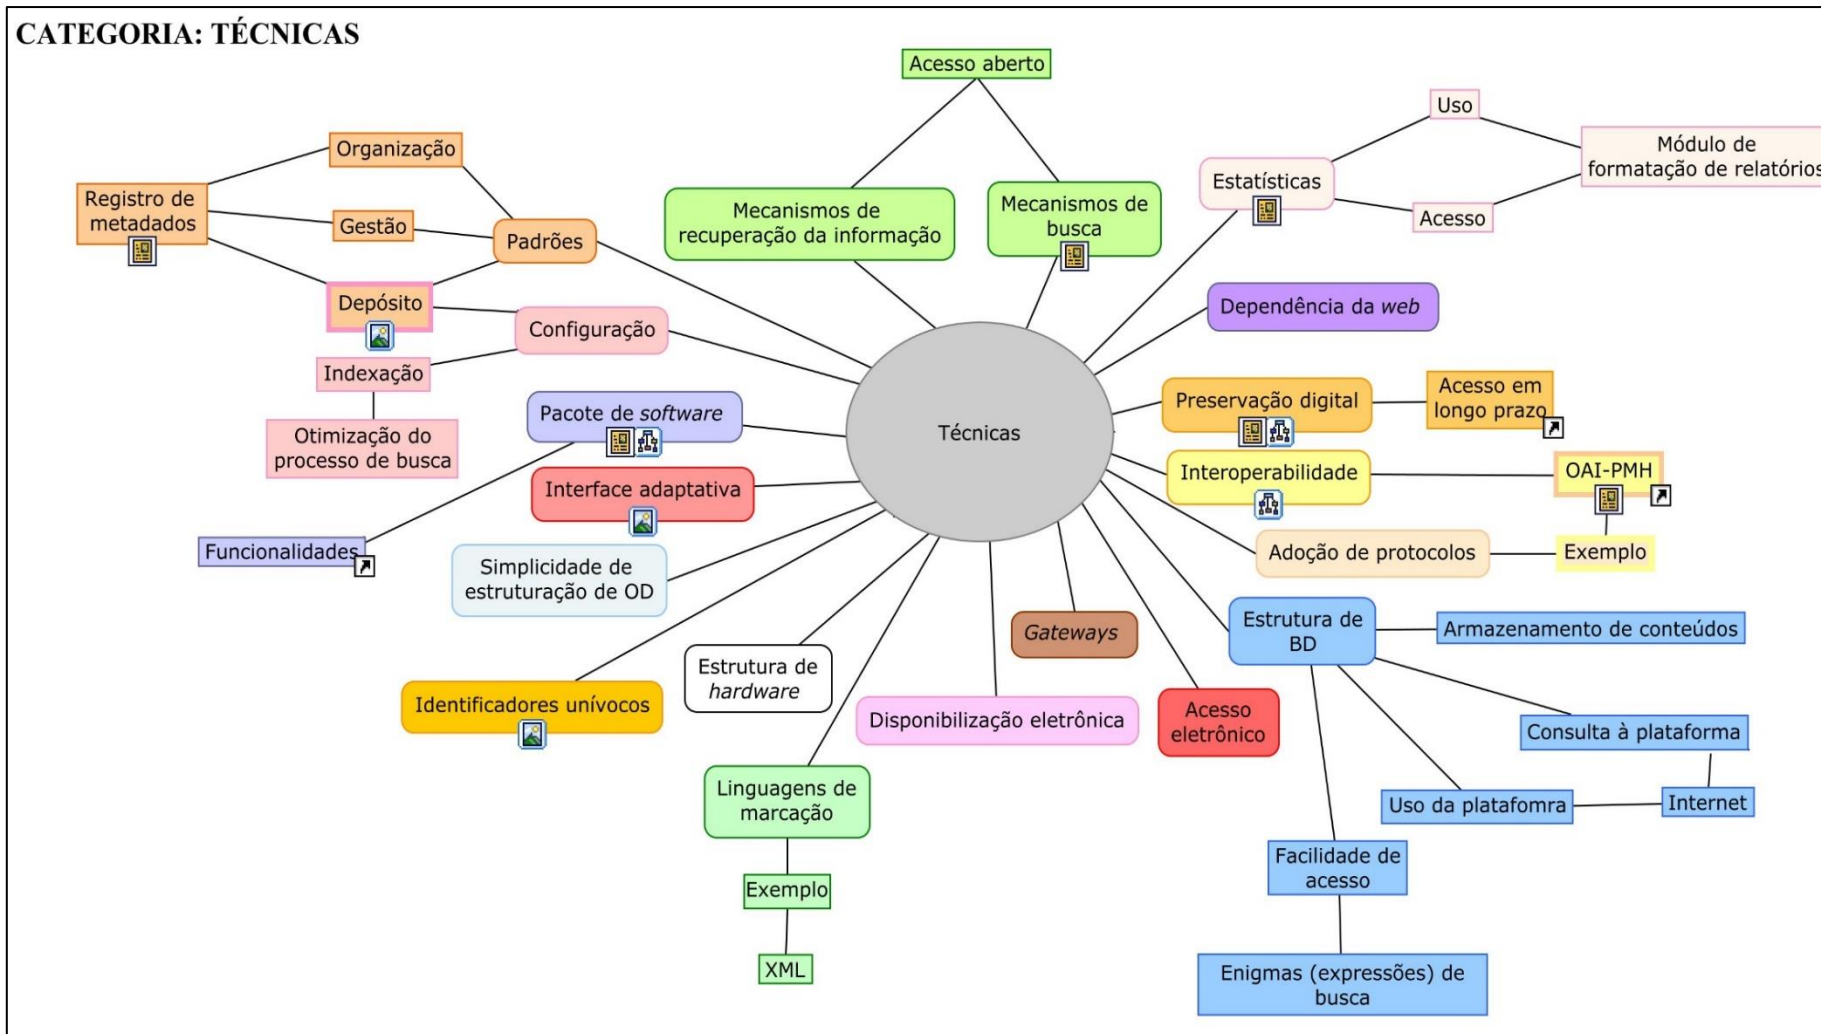 CATEGORIA: TÉCNICAS
Acesso aberto
Mecanismos de
recuperação da informação
Mecanismos de
busca
Organização
Registro de
metadados
Gestão
Padrões
Depósito
Configuração
Indexação
Otimização do
processo de busca
Uso
Módulo de
formatação de relatórios
Estatísticas
Acesso
Dependência da web
Pacote de software
Funcionalidades
Interface adaptativa
Técnicas
Preservação digital
Acesso em
longo prazo
Interoperabilidade
OAI-PMH
Adoção de protocolos
Exemplo
Simplicidade de
estruturação de OD
Identificadores unívocos
Estrutura de
hardware
Linguagens de
marcação
Exemplo
XML
Disponibilização eletrônica
Gateways
Acesso
eletrônico
Estrutura de
BD
Armazenamento de conteúdos
Consulta à plataforma
Uso da platafomra
Internet
Facilidade de
acesso
Enigmas (expressões) de
busca